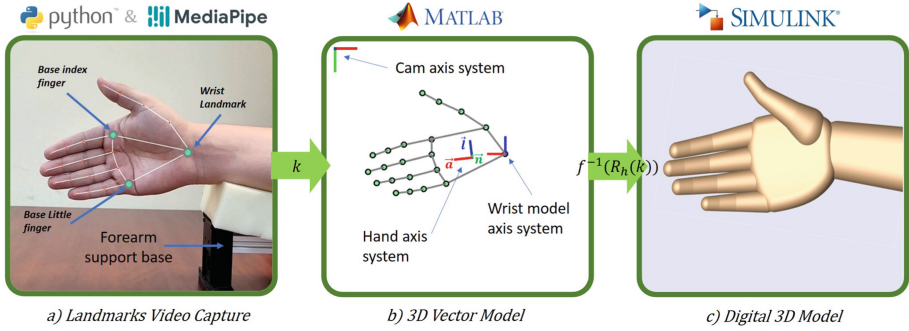 python™ & MediaPipe
MATLAB®
SIMULINK®
Base index
finger
Wrist
Landmark
Base Little
finger
Forearm
support base
k
Cam axis system
l
a
n
Hand axis
system
Wrist model
axis system
f⁻¹(Rₕ(k))
a) Landmarks Video Capture
b) 3D Vector Model
c) Digital 3D Model